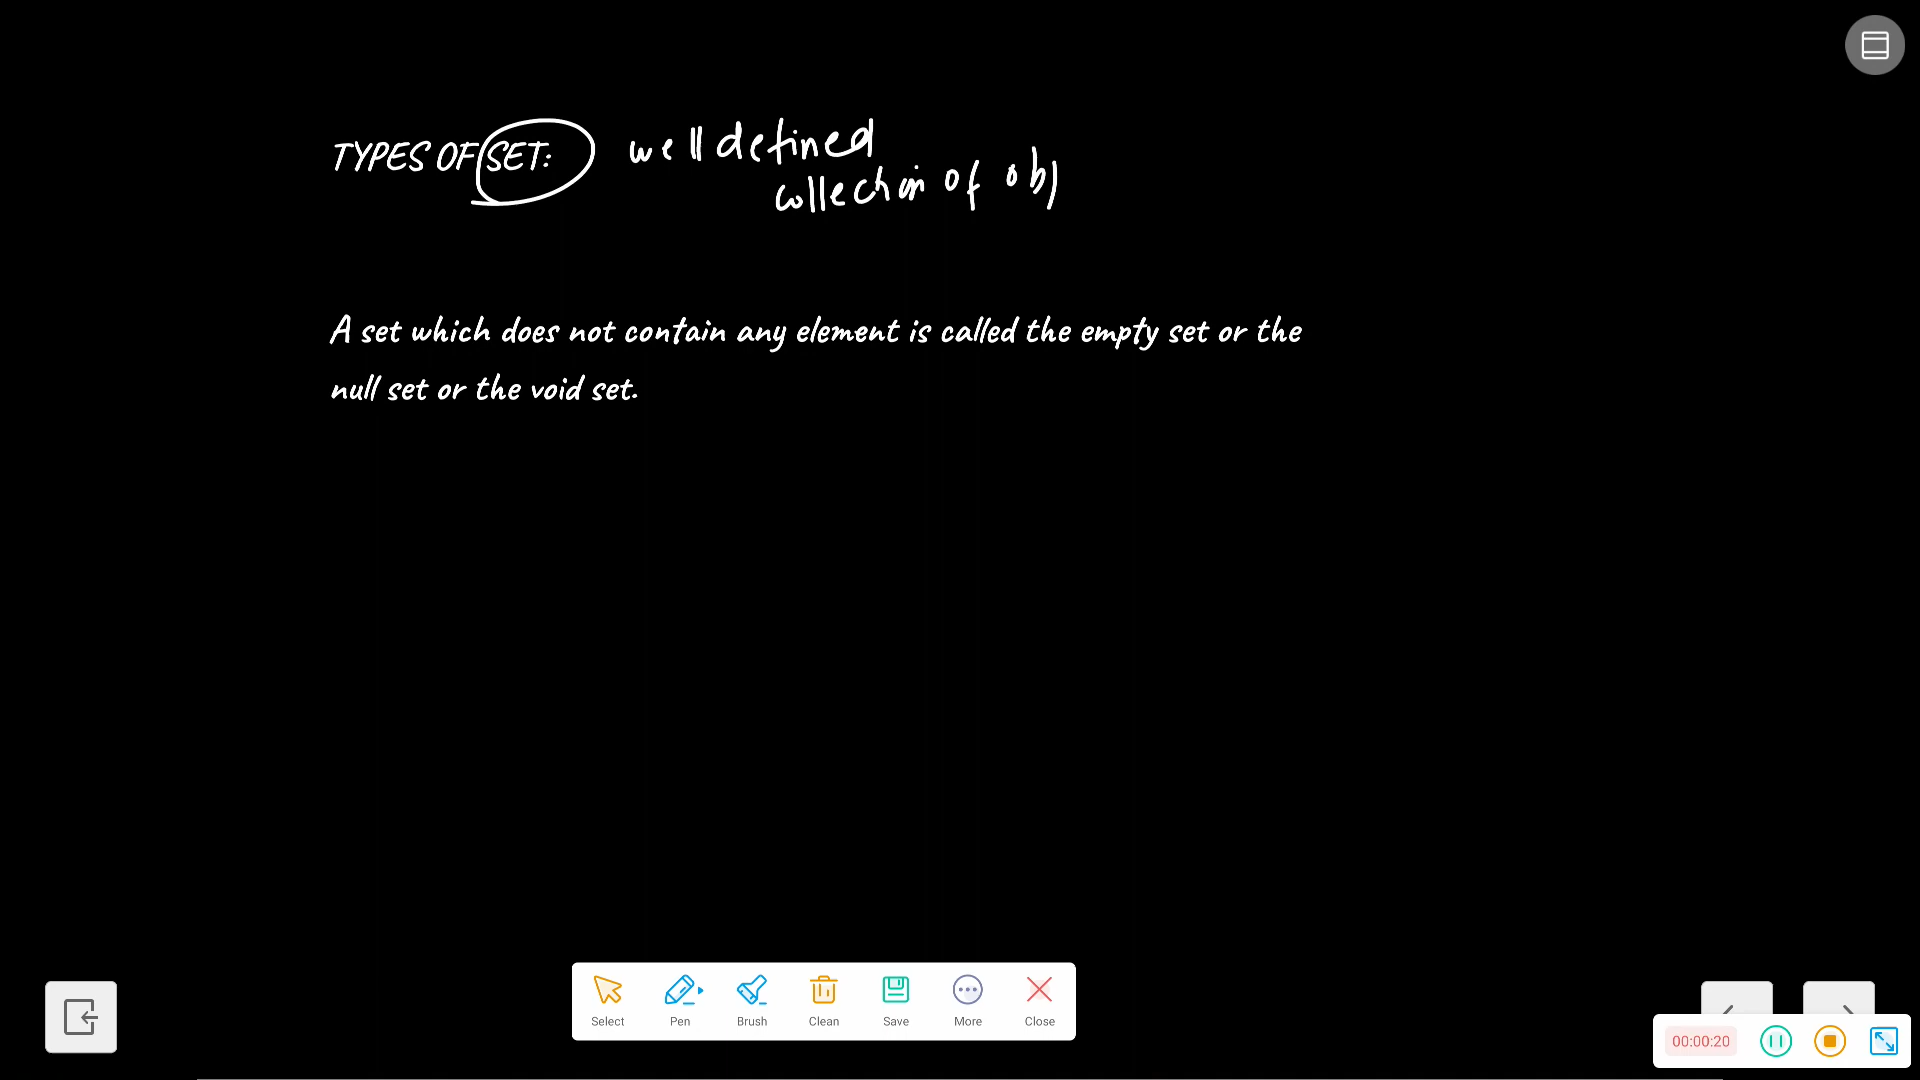 TYPES OF SET: well defined
collection of obj
A set which does not contain any element is called the empty set or the
null set or the void set.
Select Pen Brush Clean Save More Close
00:00:20